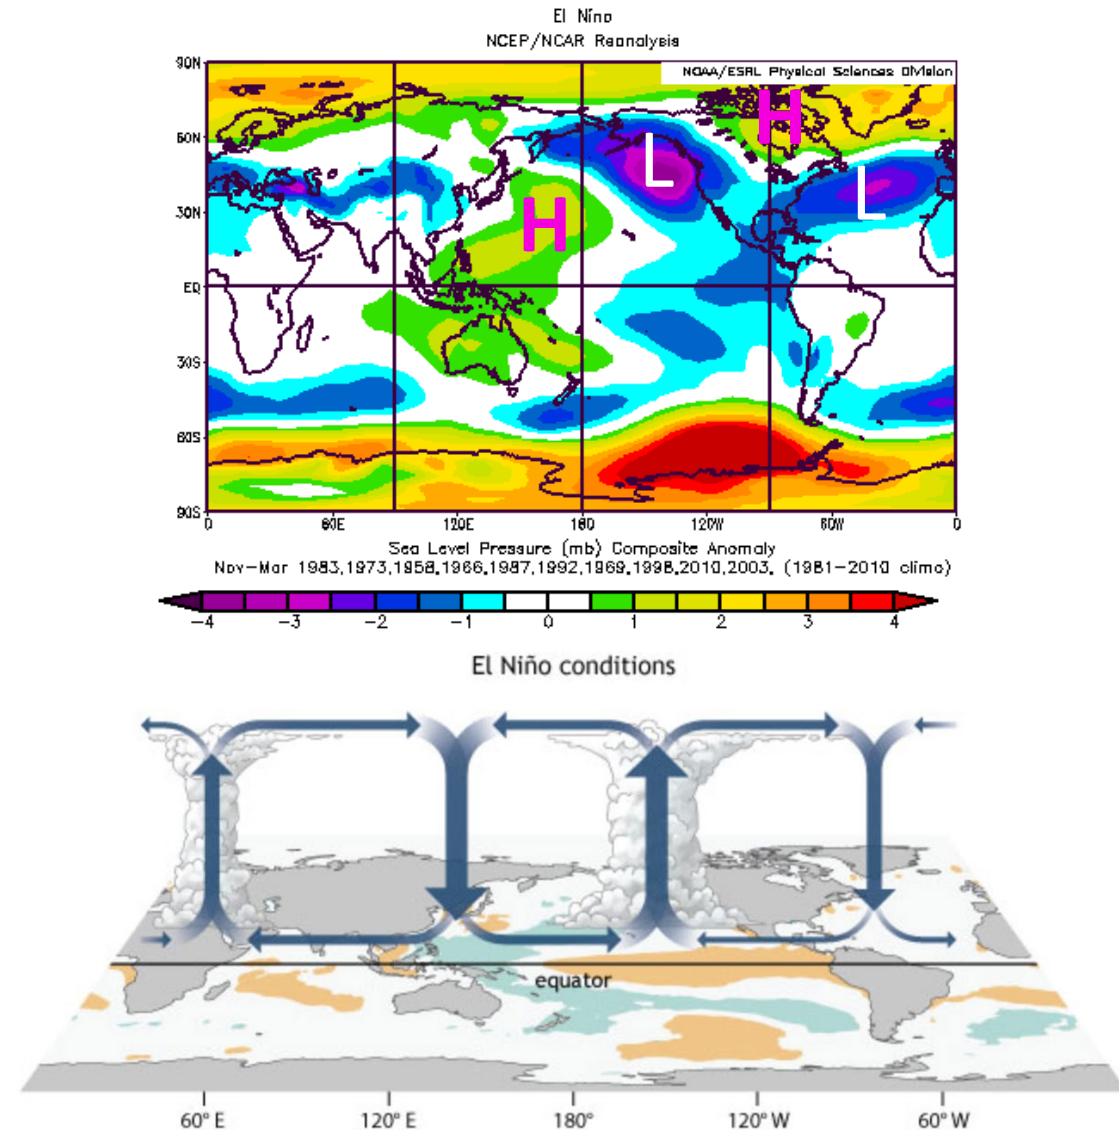 El Nino
NCEP/NCAR Reanalysis
NOAA/ESRL Physical Sciences Division
90N
60N
30N
EQ
30S
60S
90S
H
L
L
H
0 60E 120E 180 120W 60W 0
Sea Level Pressure (mb) Composite Anomaly
Nov-Mar 1983,1973,1958,1966,1987,1992,1969,1998,2010,2003, (1981-2010 climo)
-4 -3 -2 -1 0 1 2 3 4
El Niño conditions
equator
60° E 120° E 180° 120° W 60° W